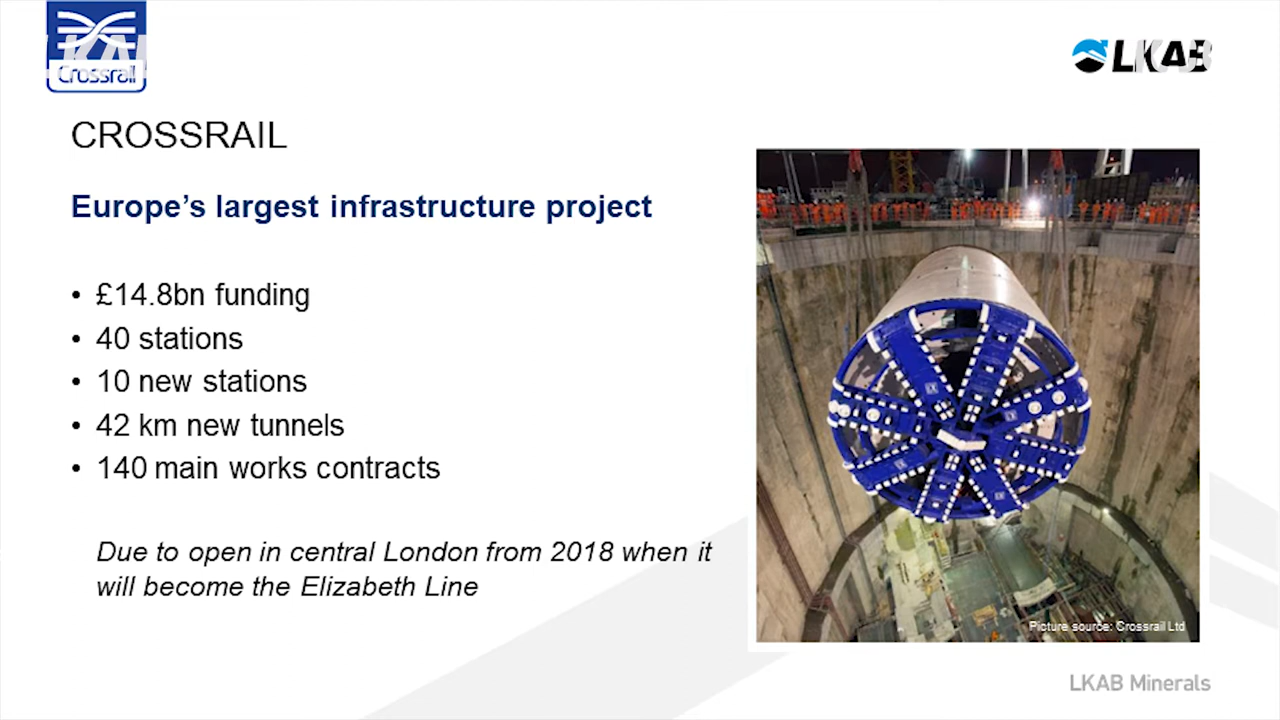 Crossrail
LKAB
CROSSRAIL
Europe’s largest infrastructure project
• £14.8bn funding
• 40 stations
• 10 new stations
• 42 km new tunnels
• 140 main works contracts
Due to open in central London from 2018 when it
will become the Elizabeth Line
Picture source: Crossrail Ltd
LKAB Minerals